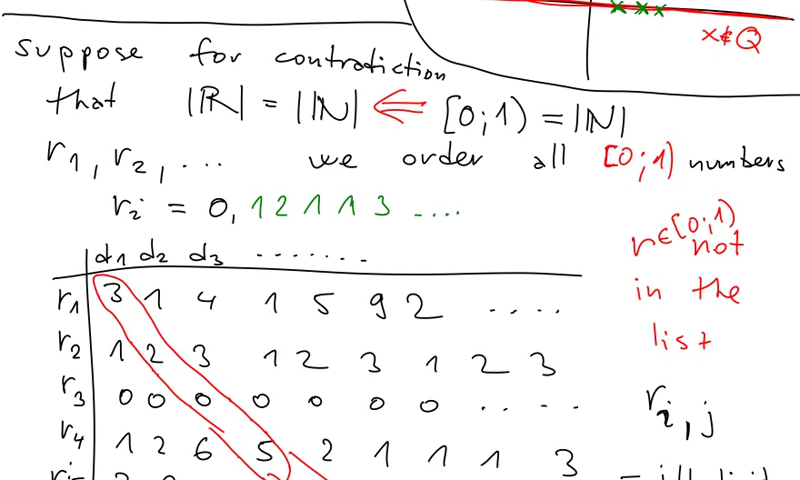 x∉Q
suppose for contradiction
that |R| = |N| ⇐ [0;1) = |N|
r1, r2, ... we order all [0;1) numbers
ri = 0, 12113 ....
r∈[0;1)
not
in the
list
d1 d2 d3 .......
r1 3 1 4 1 5 9 2 ....
r2 1 2 3 1 2 3 1 2 3
r3 0 0 0 0 0 0 0 ....
ri,j
r4 1 2 6 5 2 1 1 1 3